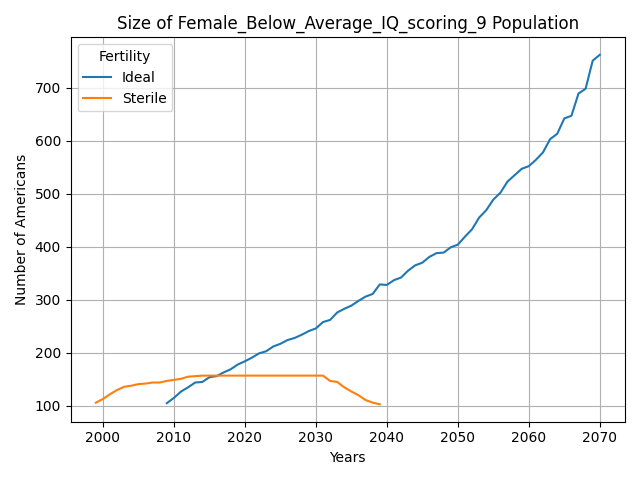 Size of Female_Below_Average_IQ_scoring_9 Population
Fertility
Ideal
Sterile
Number of Americans
700
600
500
400
300
200
100
2000 2010 2020 2030 2040 2050 2060 2070
Years